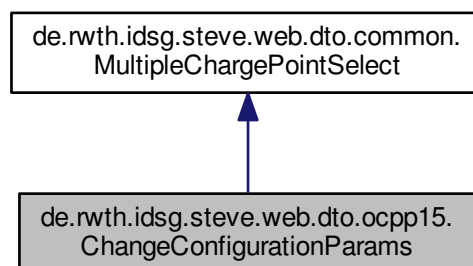 de.rwth.idsg.steve.web.dto.common.
MultipleChargePointSelect
de.rwth.idsg.steve.web.dto.ocpp15.
ChangeConfigurationParams